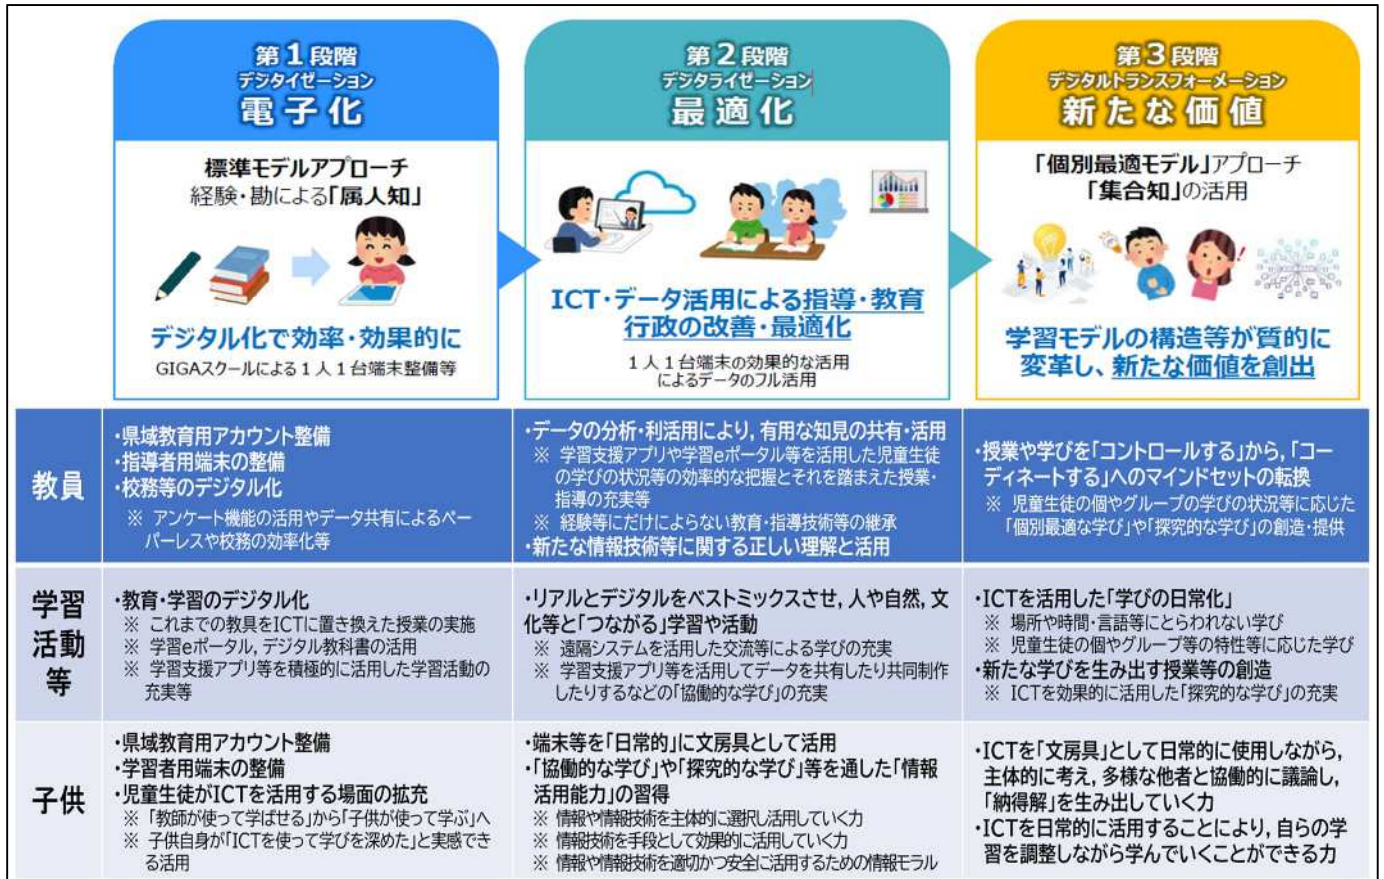 第1段階
デジタイゼーション
電子化
標準モデルアプローチ
経験・勘による「属人知」
デジタル化で効率・効果的に
GIGAスクールによる1人1台端末整備等
第2段階
デジタライゼーション
最適化
ICT・データ活用による指導・教育
行政の改善・最適化
1人1台端末の効果的な活用
によるデータのフル活用
第3段階
デジタルトランスフォーメーション
新たな価値
「個別最適モデル」アプローチ
「集合知」の活用
学習モデルの構造等が質的に
変革し、新たな価値を創出
教員
・県域教育用アカウント整備
・指導者用端末の整備
・校務等のデジタル化
※ アンケート機能の活用やデータ共有によるペー
パーレスや校務の効率化等
・データの分析・利活用により,有用な知見の共有・活用
※ 学習支援アプリや学習eポータル等を活用した児童生徒
の学びの状況等の効率的な把握とそれを踏まえた授業・
指導の充実等
※ 経験等にだけによらない教育・指導技術等の継承
・新たな情報技術等に関する正しい理解と活用
・授業や学びを「コントロールする」から,「コー
ディネートする」へのマインドセットの転換
※ 児童生徒の個やグループの学びの状況等に応じた
「個別最適な学び」や「探究的な学び」の創造・提供
学習
活動
等
・教育・学習のデジタル化
※ これまでの教具をICTに置き換えた授業の実施
※ 学習eポータル,デジタル教科書の活用
※ 学習支援アプリ等を積極的に活用した学習活動の
充実等
・リアルとデジタルをベストミックスさせ,人や自然,文
化等と「つながる」学習や活動
※ 遠隔システムを活用した交流等による学びの充実
※ 学習支援アプリ等を活用してデータを共有したり共同制作
したりするなどの「協働的な学び」の充実
・ICTを活用した「学びの日常化」
※ 場所や時間・言語等にとらわれない学び
※ 児童生徒の個やグループ等の特性等に応じた学び
・新たな学びを生み出す授業等の創造
※ ICTを効果的に活用した「探究的な学び」の充実
子供
・県域教育用アカウント整備
・学習者用端末の整備
・児童生徒がICTを活用する場面の拡充
※「教師が使って学ばせる」から「子供が使って学ぶ」へ
※ 子供自身が「ICTを使って学びを深めた」と実感でき
る活用
・端末等を「日常的」に文房具として活用
・「協働的な学び」や「探究的な学び」等を通した「情報
活用能力」の習得
※ 情報や情報技術を主体的に選択し活用していく力
※ 情報技術を手段として効果的に活用していく力
※ 情報や情報技術を適切かつ安全に活用するための情報モラル
・ICTを「文房具」として日常的に使用しながら,
主体的に考え,多様な他者と協働的に議論し,
「納得解」を生み出していく力
・ICTを日常的に活用することにより,自らの学
習を調整しながら学んでいくことができる力